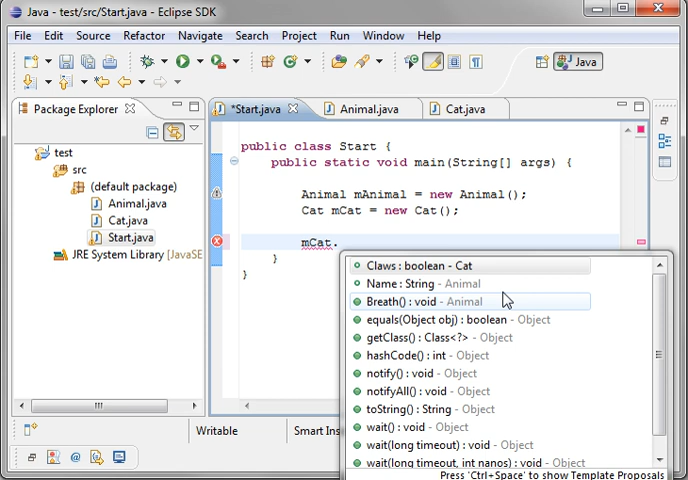 Java - test/src/Start.java - Eclipse SDK
File Edit Source Refactor Navigate Search Project Run Window Help
Java
Package Explorer
*Start.java Animal.java Cat.java
test
src
(default package)
Animal.java
Cat.java
Start.java
JRE System Library [JavaSE
public class Start {
public static void main(String[] args) {
Animal mAnimal = new Animal();
Cat mCat = new Cat();
mCat.
}
}
Claws : boolean - Cat
Name : String - Animal
Breath() : void - Animal
equals(Object obj) : boolean - Object
getClass() : Class<?> - Object
hashCode() : int - Object
notify() : void - Object
notifyAll() : void - Object
toString() : String - Object
wait() : void - Object
wait(long timeout) : void - Object
wait(long timeout, int nanos) : void - Object
Press 'Ctrl+Space' to show Template Proposals
Writable Smart Ins